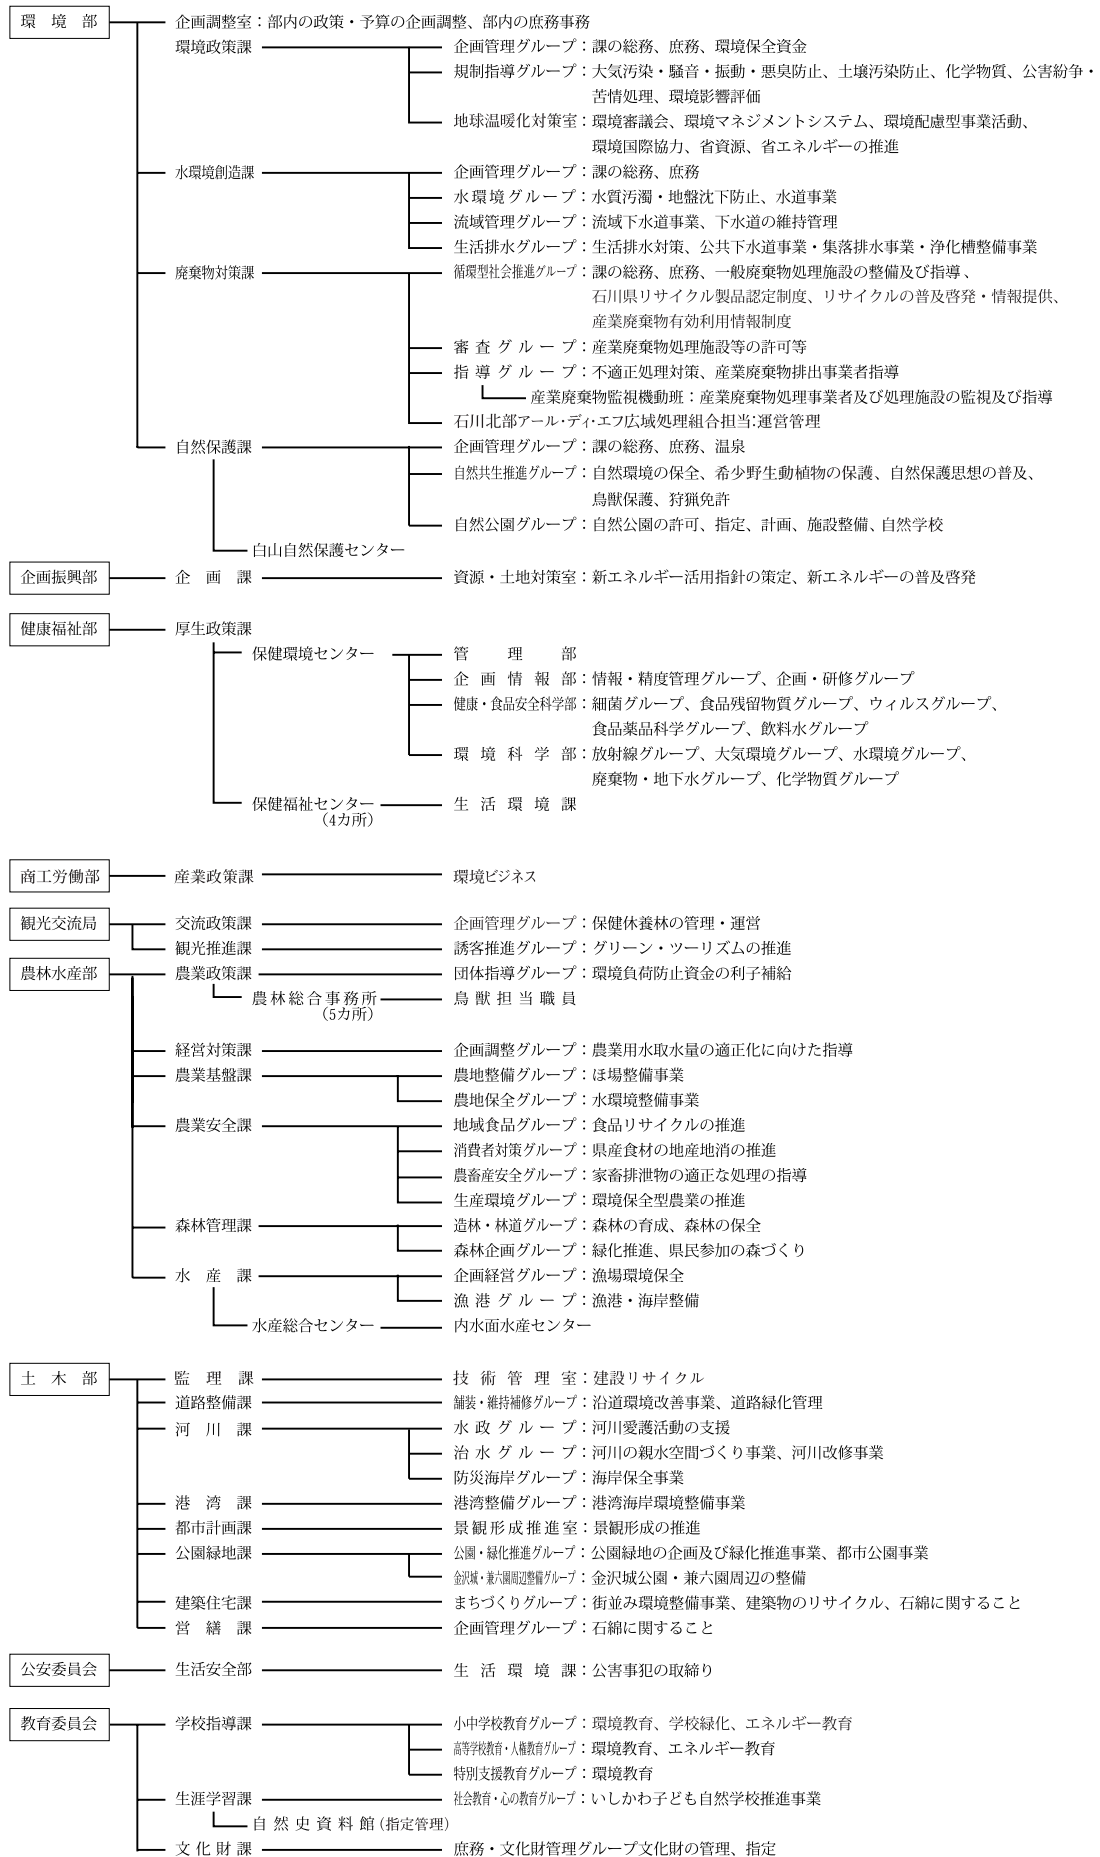 環境部 企画調整室：部内の政策・予算の企画調整、部内の庶務事務
環境政策課 企画管理グループ：課の総務、庶務、環境保全資金
規制指導グループ：大気汚染・騒音・振動・悪臭防止、土壌汚染防止、化学物質、公害紛争・
苦情処理、環境影響評価
地球温暖化対策室：環境審議会、環境マネジメントシステム、環境配慮型事業活動、
環境国際協力、省資源、省エネルギーの推進
水環境創造課 企画管理グループ：課の総務、庶務
水環境グループ：水質汚濁・地盤沈下防止、水道事業
流域管理グループ：流域下水道事業、下水道の維持管理
生活排水グループ：生活排水対策、公共下水道事業・集落排水事業・浄化槽整備事業
廃棄物対策課 循環型社会推進グループ：課の総務、庶務、一般廃棄物処理施設の整備及び指導、
石川県リサイクル製品認定制度、リサイクルの普及啓発・情報提供、
産業廃棄物有効利用情報制度
審査グループ：産業廃棄物処理施設等の許可等
指導グループ：不適正処理対策、産業廃棄物排出事業者指導
産業廃棄物監視機動班：産業廃棄物処理事業者及び処理施設の監視及び指導
石川北部アール・ディ・エフ広域処理組合担当：運営管理
自然保護課 企画管理グループ：課の総務、庶務、温泉
自然共生推進グループ：自然環境の保全、希少野生動植物の保護、自然保護思想の普及、
鳥獣保護、狩猟免許
自然公園グループ：自然公園の許可、指定、計画、施設整備、自然学校
白山自然保護センター
企画振興部 企画課 資源・土地対策室：新エネルギー活用指針の策定、新エネルギーの普及啓発
健康福祉部 厚生政策課
保健環境センター 管理部
企画情報部：情報・精度管理グループ、企画・研修グループ
健康・食品安全科学部：細菌グループ、食品残留物質グループ、ウィルスグループ、
食品薬品科学グループ、飲料水グループ
環境科学部：放射線グループ、大気環境グループ、水環境グループ、
廃棄物・地下水グループ、化学物質グループ
保健福祉センター 生活環境課
（4カ所）
商工労働部 産業政策課 環境ビジネス
観光交流局 交流政策課 企画管理グループ：保健休養林の管理・運営
観光推進課 誘客推進グループ：グリーン・ツーリズムの推進
農林水産部 農業政策課 団体指導グループ：環境負荷防止資金の利子補給
農林総合事務所 鳥獣担当職員
（5カ所）
経営対策課 企画調整グループ：農業用水取水量の適正化に向けた指導
農業基盤課 農地整備グループ：ほ場整備事業
農地保全グループ：水環境整備事業
農業安全課 地域食品グループ：食品リサイクルの推進
消費者対策グループ：県産食材の地産地消の推進
農畜産安全グループ：家畜排泄物の適正な処理の指導
生産環境グループ：環境保全型農業の推進
森林管理課 造林・林道グループ：森林の育成、森林の保全
森林企画グループ：緑化推進、県民参加の森づくり
水産課 企画経営グループ：漁場環境保全
漁港グループ：漁港・海岸整備
水産総合センター 内水面水産センター
土木部 監理課 技術管理室：建設リサイクル
道路整備課 舗装・維持補修グループ：沿道環境改善事業、道路緑化管理
河川課 水政グループ：河川愛護活動の支援
治水グループ：河川の親水空間づくり事業、河川改修事業
防災海岸グループ：海岸保全事業
港湾課 港湾整備グループ：港湾海岸環境整備事業
都市計画課 景観形成推進室：景観形成の推進
公園緑地課 公園・緑化推進グループ：公園緑地の企画及び緑化推進事業、都市公園事業
金沢城・兼六園周辺整備グループ：金沢城公園・兼六園周辺の整備
建築住宅課 まちづくりグループ：街並み環境整備事業、建築物のリサイクル、石綿に関すること
営繕課 企画管理グループ：石綿に関すること
公安委員会 生活安全部 生活環境課：公害事犯の取締り
教育委員会 学校指導課 小中学校教育グループ：環境教育、学校緑化、エネルギー教育
高等学校教育・人権教育グループ：環境教育、エネルギー教育
特別支援教育グループ：環境教育
生涯学習課 社会教育・心の教育グループ：いしかわ子ども自然学校推進事業
自然史資料館（指定管理）
文化財課 庶務・文化財管理グループ文化財の管理、指定